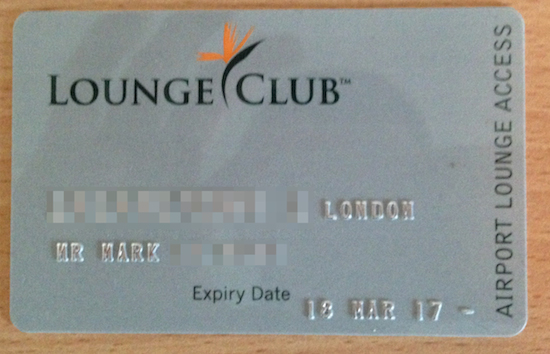 LOUNGE CLUB™
AIRPORT LOUNGE ACCESS
LONDON
MR MARK
Expiry Date 18 MAR 17 -